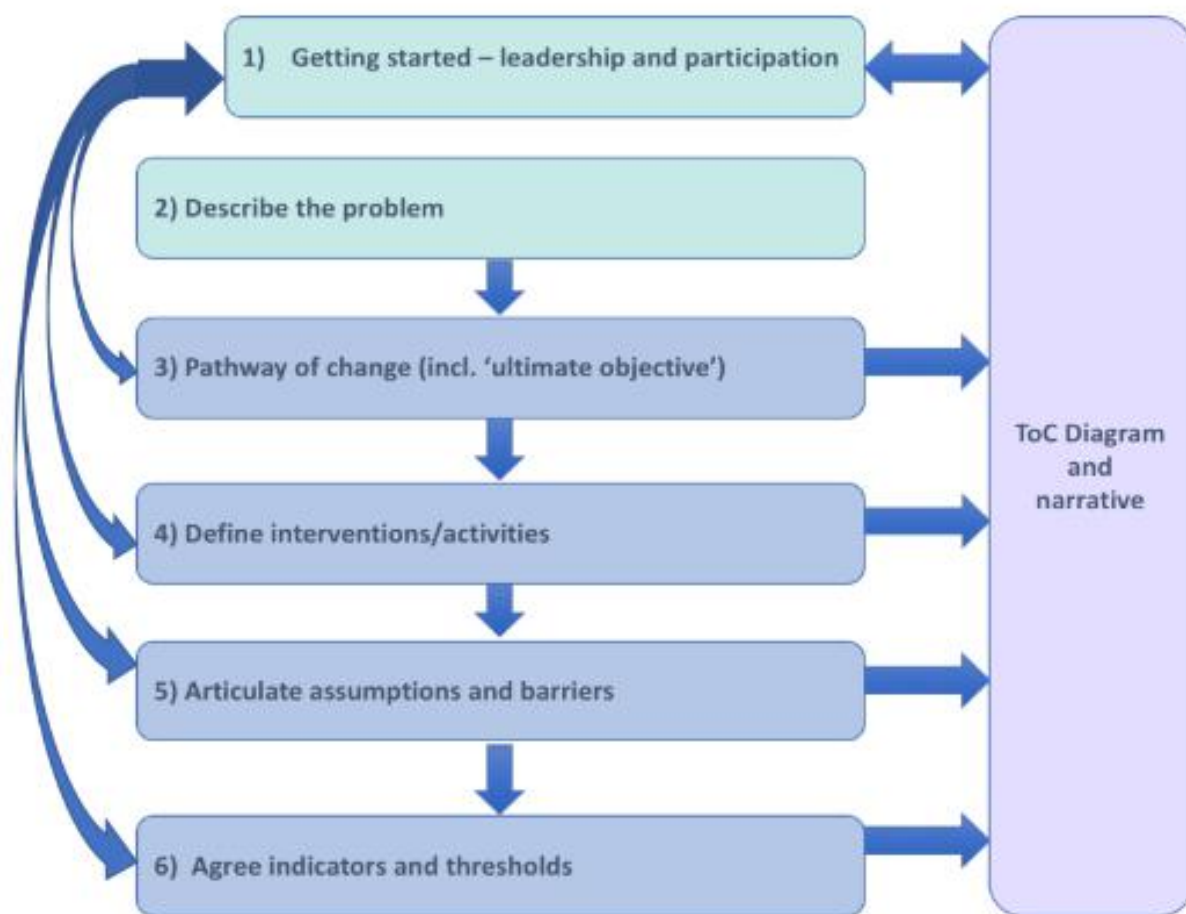 1) Getting started – leadership and participation
2) Describe the problem
3) Pathway of change (incl. ‘ultimate objective’)
4) Define interventions/activities
5) Articulate assumptions and barriers
6) Agree indicators and thresholds
ToC Diagram
and
narrative